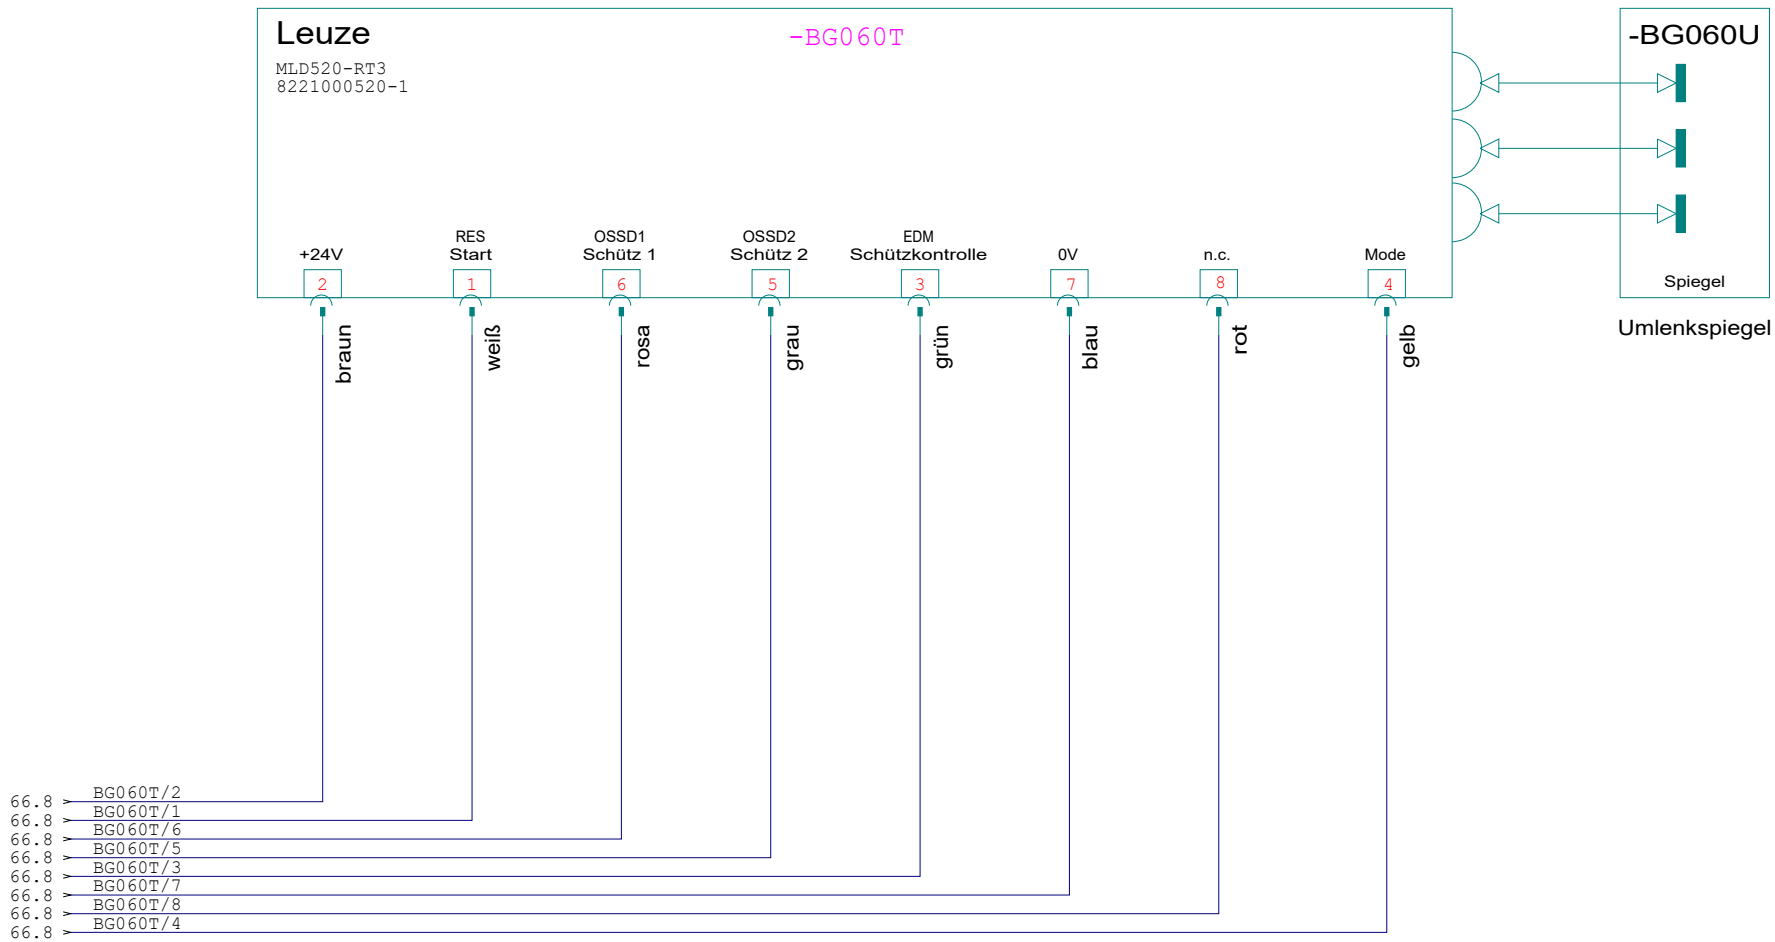 Leuze
-BG060T
-BG060U
MLD520-RT3
8221000520-1
+24V
RES
Start
OSSD1
Schütz 1
OSSD2
Schütz 2
EDM
Schützkontrolle
0V
n.c.
Mode
Spiegel
2
1
6
5
3
7
8
4
Umlenkspiegel
braun
weiß
rosa
grau
grün
blau
rot
gelb
66.8 > BG060T/2
66.8 > BG060T/1
66.8 > BG060T/6
66.8 > BG060T/5
66.8 > BG060T/3
66.8 > BG060T/7
66.8 > BG060T/8
66.8 > BG060T/4